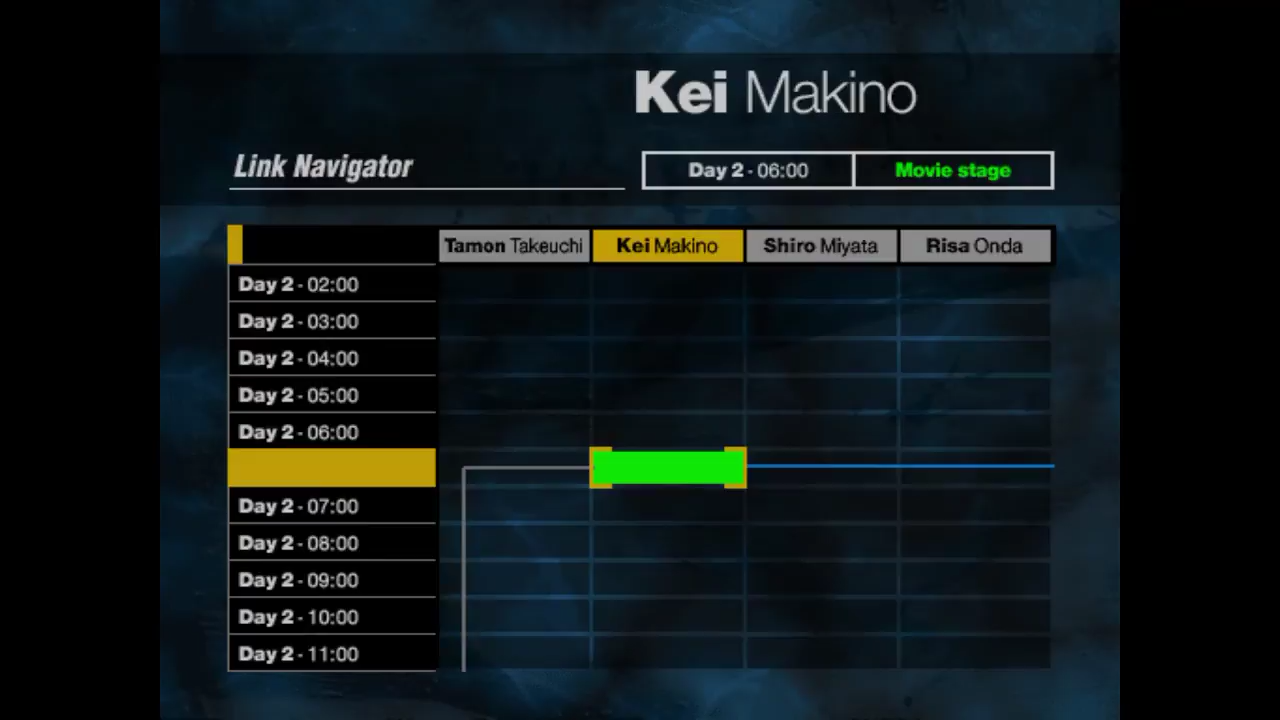 Kei Makino
Link Navigator
Day 2 - 06:00
Movie stage
Tamon Takeuchi
Kei Makino
Shiro Miyata
Risa Onda
Day 2 - 02:00
Day 2 - 03:00
Day 2 - 04:00
Day 2 - 05:00
Day 2 - 06:00
Day 2 - 07:00
Day 2 - 08:00
Day 2 - 09:00
Day 2 - 10:00
Day 2 - 11:00